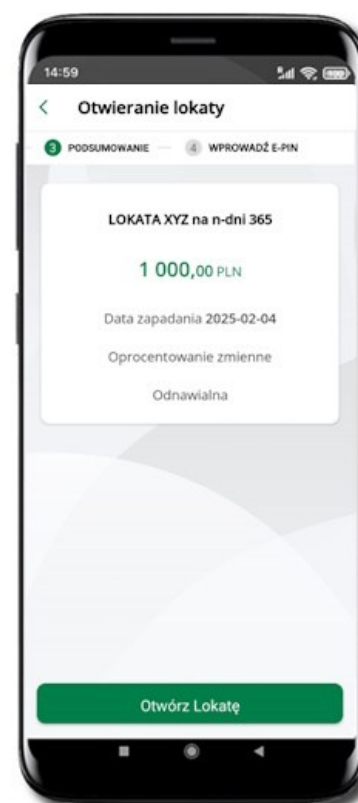 14:59
Otwieranie lokaty
3 PODSUMOWANIE 4 WPROWADŹ E-PIN
LOKATA XYZ na n-dni 365
1 000,00 PLN
Data zapadania 2025-02-04
Oprocentowanie zmienne
Odnawialna
Otwórz Lokatę